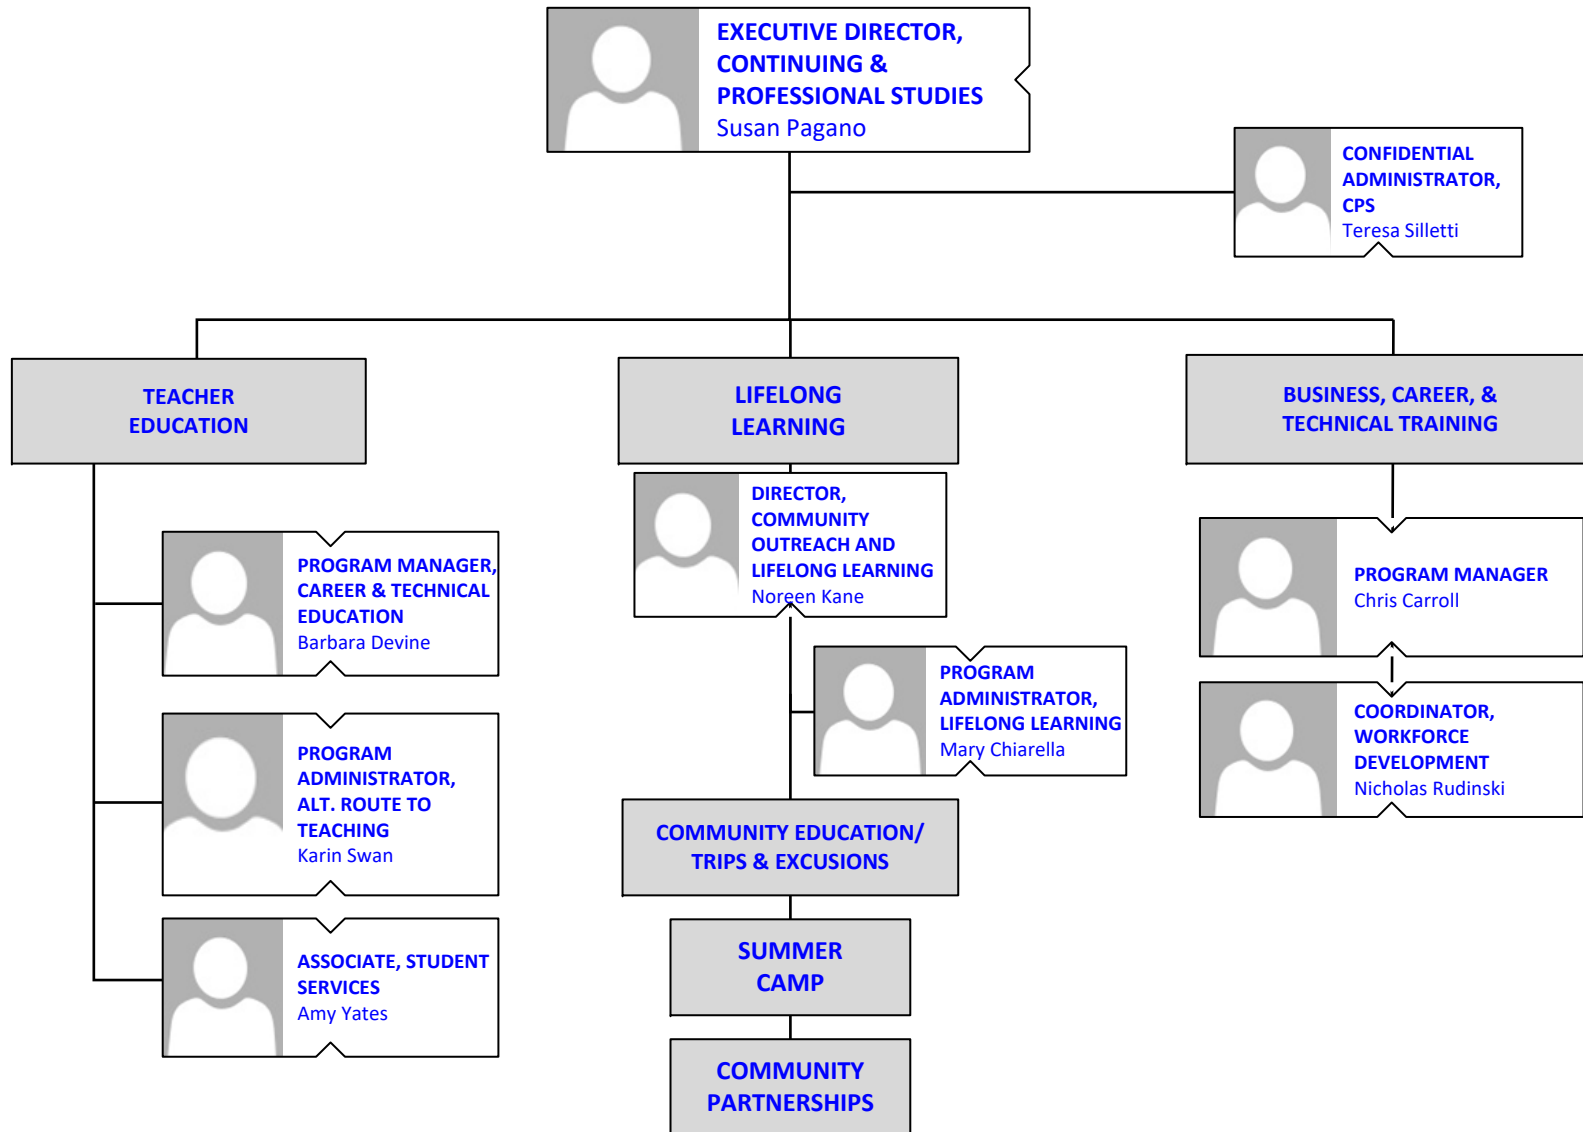 EXECUTIVE DIRECTOR,
CONTINUING &
PROFESSIONAL STUDIES
Susan Pagano
CONFIDENTIAL
ADMINISTRATOR,
CPS
Teresa Silletti
TEACHER
EDUCATION
PROGRAM MANAGER,
CAREER & TECHNICAL
EDUCATION
Barbara Devine
PROGRAM
ADMINISTRATOR,
ALT. ROUTE TO
TEACHING
Karin Swan
ASSOCIATE, STUDENT
SERVICES
Amy Yates
LIFELONG
LEARNING
DIRECTOR,
COMMUNITY
OUTREACH AND
LIFELONG LEARNING
Noreen Kane
PROGRAM
ADMINISTRATOR,
LIFELONG LEARNING
Mary Chiarella
COMMUNITY EDUCATION/
TRIPS & EXCUSIONS
SUMMER
CAMP
COMMUNITY
PARTNERSHIPS
BUSINESS, CAREER, &
TECHNICAL TRAINING
PROGRAM MANAGER
Chris Carroll
COORDINATOR,
WORKFORCE
DEVELOPMENT
Nicholas Rudinski